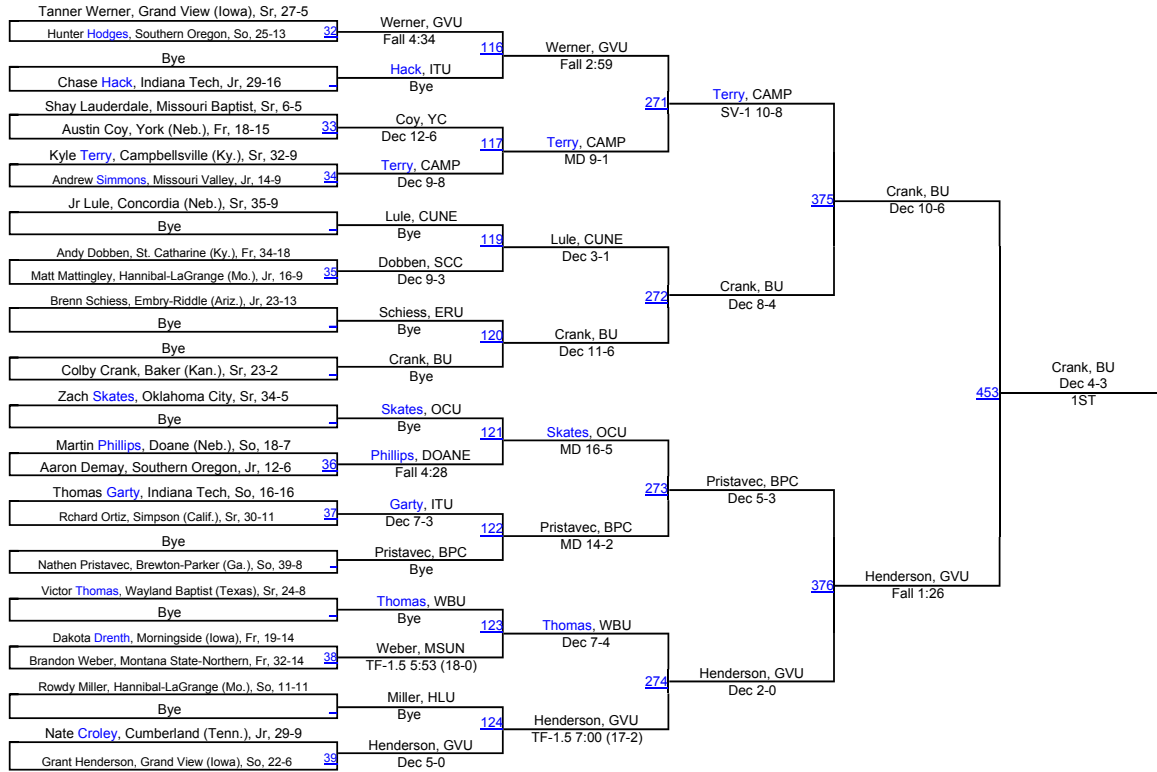 Tanner Werner, Grand View (Iowa), Sr, 27-5
Hunter Hodges, Southern Oregon, So, 25-13
32
Bye
Chase Hack, Indiana Tech, Jr, 29-16
Shay Lauderdale, Missouri Baptist, Sr, 6-5
Austin Coy, York (Neb.), Fr, 18-15
33
Kyle Terry, Campbellsville (Ky.), Sr, 32-9
Andrew Simmons, Missouri Valley, Jr, 14-9
34
Jr Lule, Concordia (Neb.), Sr, 35-9
Bye
Andy Dobben, St. Catharine (Ky.), Fr, 34-18
Matt Mattingley, Hannibal-LaGrange (Mo.), Jr, 16-9
35
Brenn Schiess, Embry-Riddle (Ariz.), Jr, 23-13
Bye
Bye
Colby Crank, Baker (Kan.), Sr, 23-2
Zach Skates, Oklahoma City, Sr, 34-5
Bye
Martin Phillips, Doane (Neb.), So, 18-7
Aaron Demay, Southern Oregon, Jr, 12-6
36
Thomas Garty, Indiana Tech, So, 16-16
Rchard Ortiz, Simpson (Calif.), Sr, 30-11
37
Bye
Nathen Pristavec, Brewton-Parker (Ga.), So, 39-8
Victor Thomas, Wayland Baptist (Texas), Sr, 24-8
Bye
Dakota Drenth, Morningside (Iowa), Fr, 19-14
Brandon Weber, Montana State-Northern, Fr, 32-14
38
Rowdy Miller, Hannibal-LaGrange (Mo.), So, 11-11
Bye
Nate Croley, Cumberland (Tenn.), Jr, 29-9
Grant Henderson, Grand View (Iowa), So, 22-6
39
Werner, GVU
Fall 4:34
116
Hack, ITU
Bye
Coy, YC
Dec 12-6
117
Terry, CAMP
Dec 9-8
Lule, CUNE
Bye
119
Dobben, SCC
Dec 9-3
Schiess, ERU
Bye
120
Crank, BU
Bye
Skates, OCU
Bye
121
Phillips, DOANE
Fall 4:28
Garty, ITU
Dec 7-3
122
Pristavec, BPC
Bye
Thomas, WBU
Bye
123
Weber, MSUN
TF-1.5 5:53 (18-0)
Miller, HLU
Bye
124
Henderson, GVU
Dec 5-0
Werner, GVU
Fall 2:59
271
Terry, CAMP
MD 9-1
Lule, CUNE
Dec 3-1
272
Crank, BU
Dec 11-6
Skates, OCU
MD 16-5
273
Pristavec, BPC
MD 14-2
Thomas, WBU
Dec 7-4
274
Henderson, GVU
TF-1.5 7:00 (17-2)
Terry, CAMP
SV-1 10-8
375
Crank, BU
Dec 8-4
Pristavec, BPC
Dec 5-3
376
Henderson, GVU
Dec 2-0
Crank, BU
Dec 10-6
453
Henderson, GVU
Fall 1:26
Crank, BU
Dec 4-3
1ST